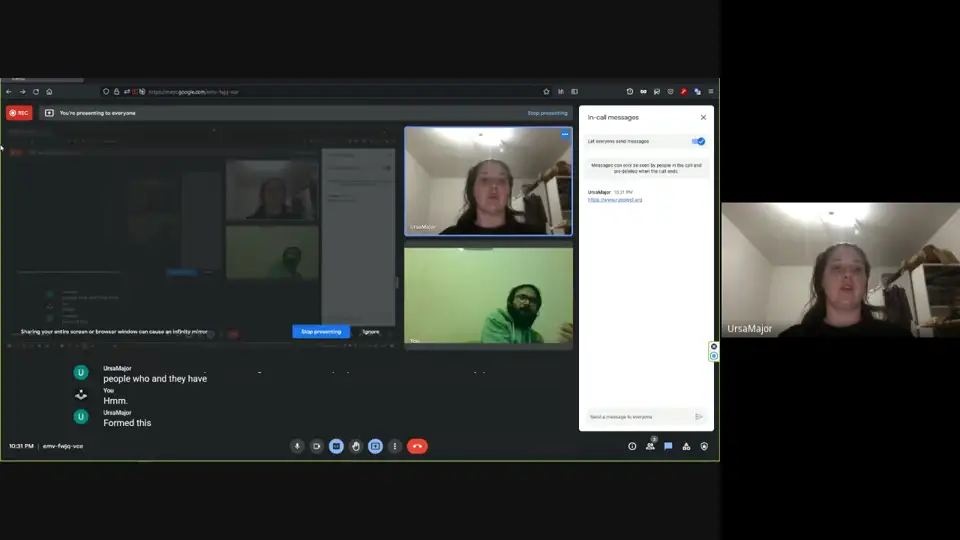 REC
You're presenting to everyone
Stop presenting
In-call messages
Let everyone send messages
Messages can only be seen by people in the call and
are deleted when the call ends
UrsaMajor 10:31 PM
UrsaMajor
You
UrsaMajor
Sharing your entire screen or browser window can cause an infinity mirror
Stop presenting
Ignore
UrsaMajor
people who and they have
You
Hmm.
UrsaMajor
Formed this
Send a message to everyone
10:31 PM